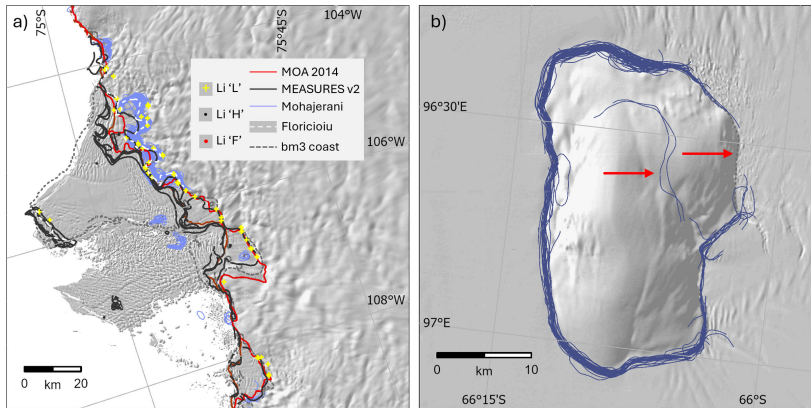 a)
75°S
75°45'
104°W
Li 'L'
Li 'H'
Li 'F'
MOA 2014
MEASURES v2
Mohajerani
Floricioiu
bm3 coast
106°W
108°W
0 20
km
b)
96°30'E
97°E
0 10
km
66°15'S
66°S